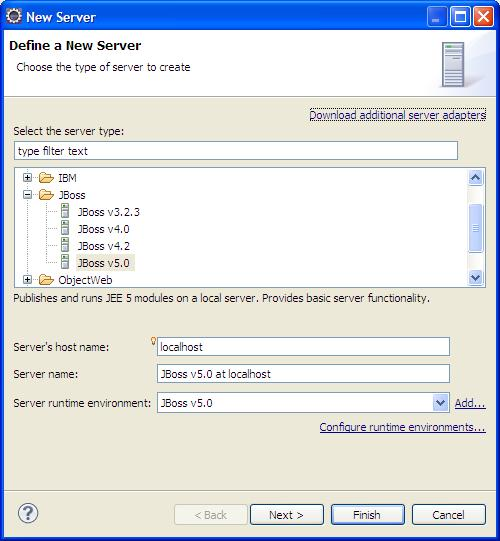 New Server
Define a New Server
Choose the type of server to create
Download additional server adapters
Select the server type:
type filter text
IBM
JBoss
JBoss v3.2.3
JBoss v4.0
JBoss v4.2
JBoss v5.0
ObjectWeb
Publishes and runs JEE 5 modules on a local server. Provides basic server functionality.
Server's host name: localhost
Server name: JBoss v5.0 at localhost
Server runtime environment: JBoss v5.0 Add...
Configure runtime environments...
? < Back Next > Finish Cancel